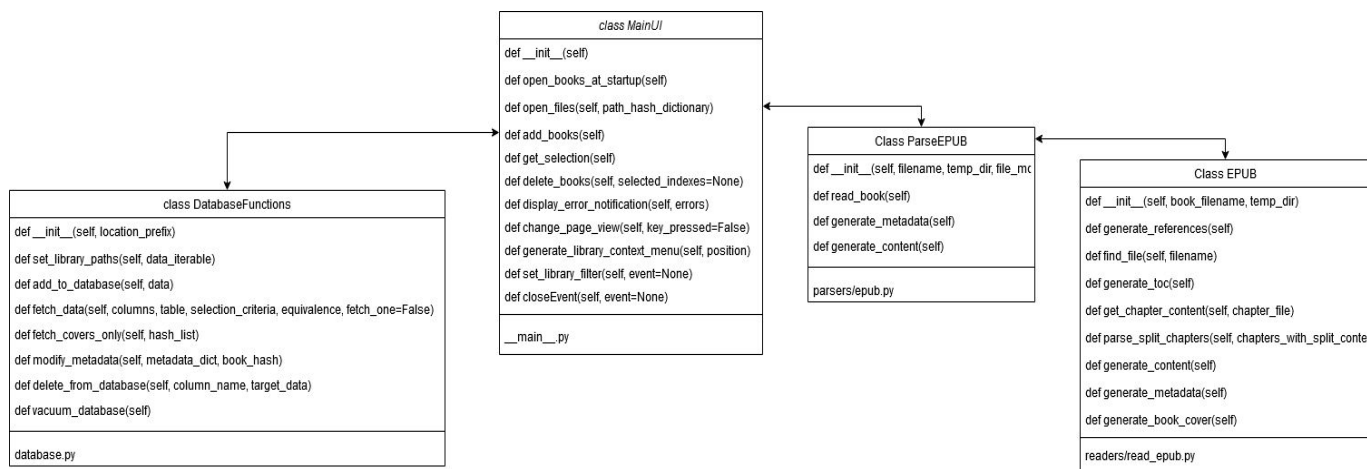 class MainUI
def __init__(self)
def open_books_at_startup(self)
def open_files(self, path_hash_dictionary)
def add_books(self)
def get_selection(self)
def delete_books(self, selected_indexes=None)
def display_error_notification(self, errors)
def change_page_view(self, key_pressed=False)
def generate_library_context_menu(self, position)
def set_library_filter(self, event=None)
def closeEvent(self, event=None)
__main__.py
class DatabaseFunctions
def __init__(self, location_prefix)
def set_library_paths(self, data_iterable)
def add_to_database(self, data)
def fetch_data(self, columns, table, selection_criteria, equivalence, fetch_one=False)
def fetch_covers_only(self, hash_list)
def modify_metadata(self, metadata_dict, book_hash)
def delete_from_database(self, column_name, target_data)
def vacuum_database(self)
database.py
Class ParseEPUB
def __init__(self, filename, temp_dir, file_mc
def read_book(self)
def generate_metadata(self)
def generate_content(self)
parsers/epub.py
Class EPUB
def __init__(self, book_filename, temp_dir)
def generate_references(self)
def find_file(self, filename)
def generate_toc(self)
def get_chapter_content(self, chapter_file)
def parse_split_chapters(self, chapters_with_split_conte
def generate_content(self)
def generate_metadata(self)
def generate_book_cover(self)
readers/read_epub.py